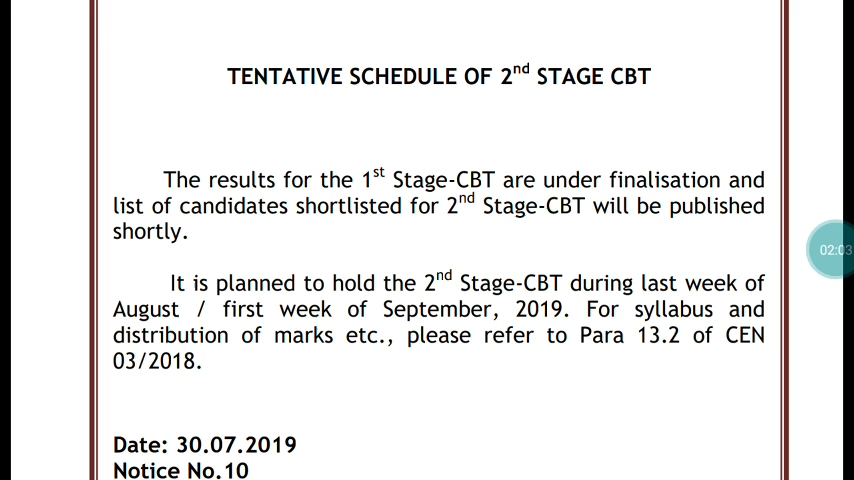 TENTATIVE SCHEDULE OF 2nd STAGE CBT
The results for the 1st Stage-CBT are under finalisation and
list of candidates shortlisted for 2nd Stage-CBT will be published
shortly.
It is planned to hold the 2nd Stage-CBT during last week of
August / first week of September, 2019. For syllabus and
distribution of marks etc., please refer to Para 13.2 of CEN
03/2018.
Date: 30.07.2019
Notice No.10
02:03